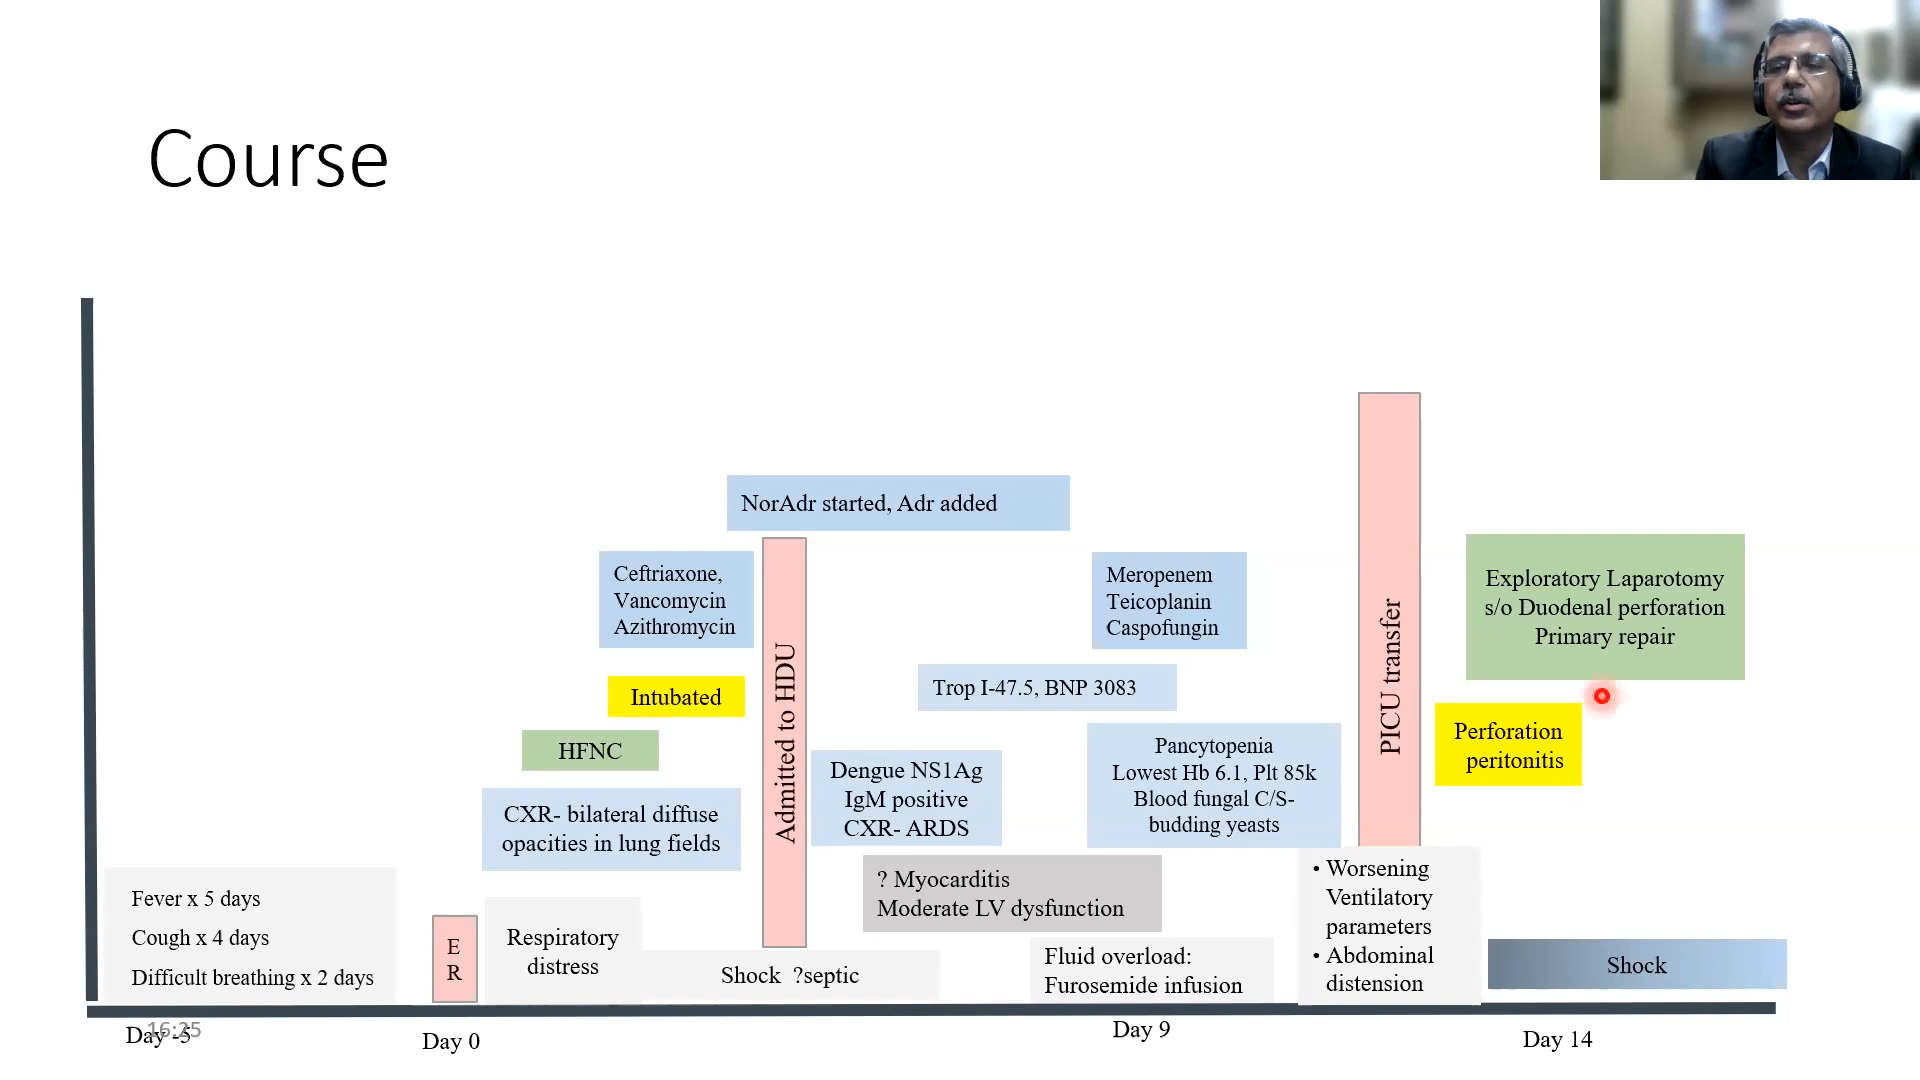 Course
NorAdr started, Adr added
Ceftriaxone,
Vancomycin
Azithromycin
Meropenem
Teicoplanin
Caspofungin
Exploratory Laparotomy
s/o Duodenal perforation
Primary repair
Intubated
Admitted to HDU
Trop I-47.5, BNP 3083
PICU transfer
HFNC
Perforation
peritonitis
CXR- bilateral diffuse
opacities in lung fields
Dengue NS1Ag
IgM positive
CXR- ARDS
Pancytopenia
Lowest Hb 6.1, Plt 85k
Blood fungal C/S-
budding yeasts
Fever x 5 days
Cough x 4 days
Difficult breathing x 2 days
E
R
Respiratory
distress
Shock ?septic
? Myocarditis
Moderate LV dysfunction
Fluid overload:
Furosemide infusion
• Worsening
Ventilatory
parameters
• Abdominal
distension
Shock
16:25
Day -5
Day 0
Day 9
Day 14